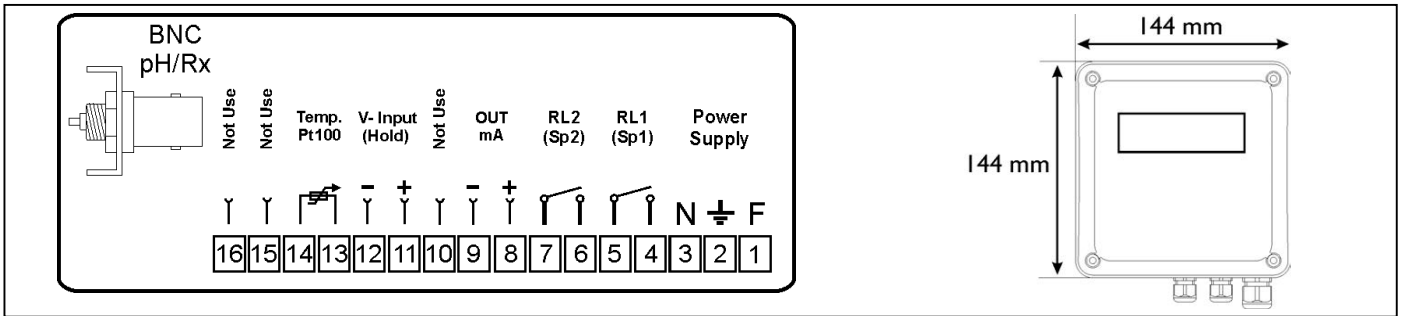 BNC
pH/Rx
Not Use
Not Use
Temp.
Pt100
V- Input
(Hold)
Not Use
OUT
mA
RL2
(Sp2)
RL1
(Sp1)
Power
Supply
- + - + N F
16 15 14 13 12 11 10 9 8 7 6 5 4 3 2 1
144 mm
144 mm